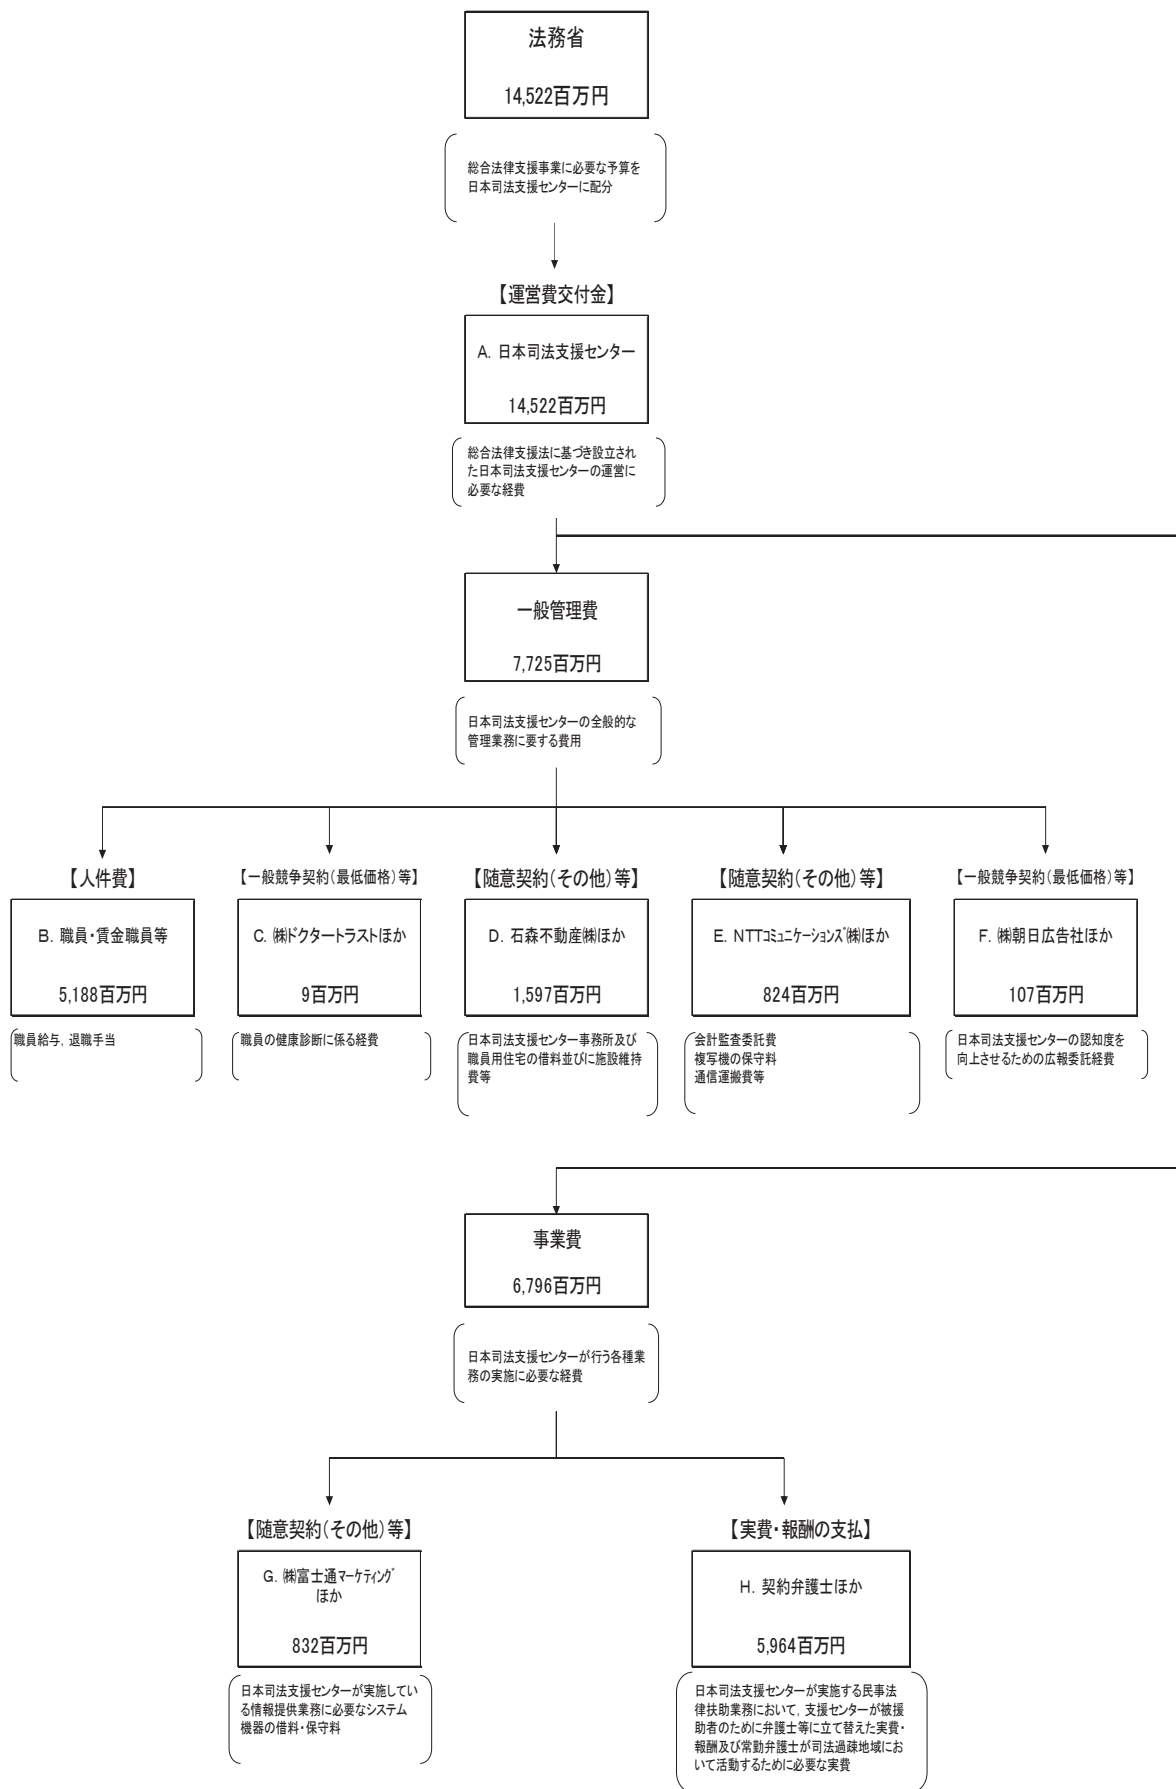 法務省
14,522百万円
総合法律支援事業に必要な予算を
日本司法支援センターに配分
【運営費交付金】
A. 日本司法支援センター
14,522百万円
総合法律支援法に基づき設立され
た日本司法支援センターの運営に
必要な経費
一般管理費
7,725百万円
日本司法支援センターの全般的な
管理業務に要する費用
【人件費】
B. 職員・賃金職員等
5,188百万円
職員給与, 退職手当
【一般競争契約(最低価格)等】
C. ㈱ドクタートラストほか
9百万円
職員の健康診断に係る経費
【随意契約(その他)等】
D. 石森不動産㈱ほか
1,597百万円
日本司法支援センター事務所及び
職員用住宅の借料並びに施設維持
費等
【随意契約(その他)等】
E. NTTコミュニケーションズ㈱ほか
824百万円
会計監査委託費
複写機の保守料
通信運搬費等
【一般競争契約(最低価格)等】
F. ㈱朝日広告社ほか
107百万円
日本司法支援センターの認知度を
向上させるための広報委託経費
事業費
6,796百万円
日本司法支援センターが行う各種業
務の実施に必要な経費
【随意契約(その他)等】
G. ㈱富士通マーケティング
ほか
832百万円
日本司法支援センターが実施してい
る情報提供業務に必要なシステム
機器の借料・保守料
【実費・報酬の支払】
H. 契約弁護士ほか
5,964百万円
日本司法支援センターが実施する民事法
律扶助業務において, 支援センターが被援
助者のために弁護士等に立て替えた実費・
報酬及び常勤弁護士が司法過疎地域にお
いて活動するために必要な実費